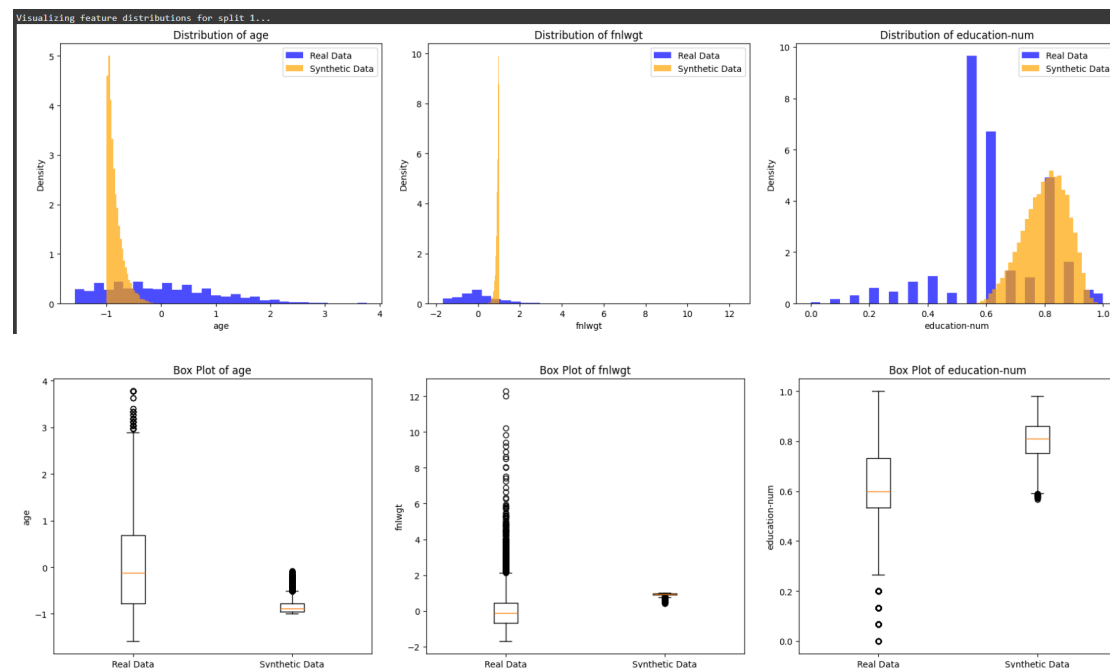 Visualizing feature distributions for split 1...
Distribution of age
Real Data
Synthetic Data
Density
5
4
3
2
1
0
−1
0
1
2
3
4
age
Distribution of fnlwgt
Real Data
Synthetic Data
Density
10
8
6
4
2
0
−2
0
2
4
6
8
10
12
fnlwgt
Distribution of education-num
Real Data
Synthetic Data
Density
10
8
6
4
2
0
0.0
0.2
0.4
0.6
0.8
1.0
education-num
Box Plot of age
age
4
3
2
1
0
−1
Real Data
Synthetic Data
Box Plot of fnlwgt
fnlwgt
12
10
8
6
4
2
0
−2
Real Data
Synthetic Data
Box Plot of education-num
education-num
1.0
0.8
0.6
0.4
0.2
0.0
Real Data
Synthetic Data